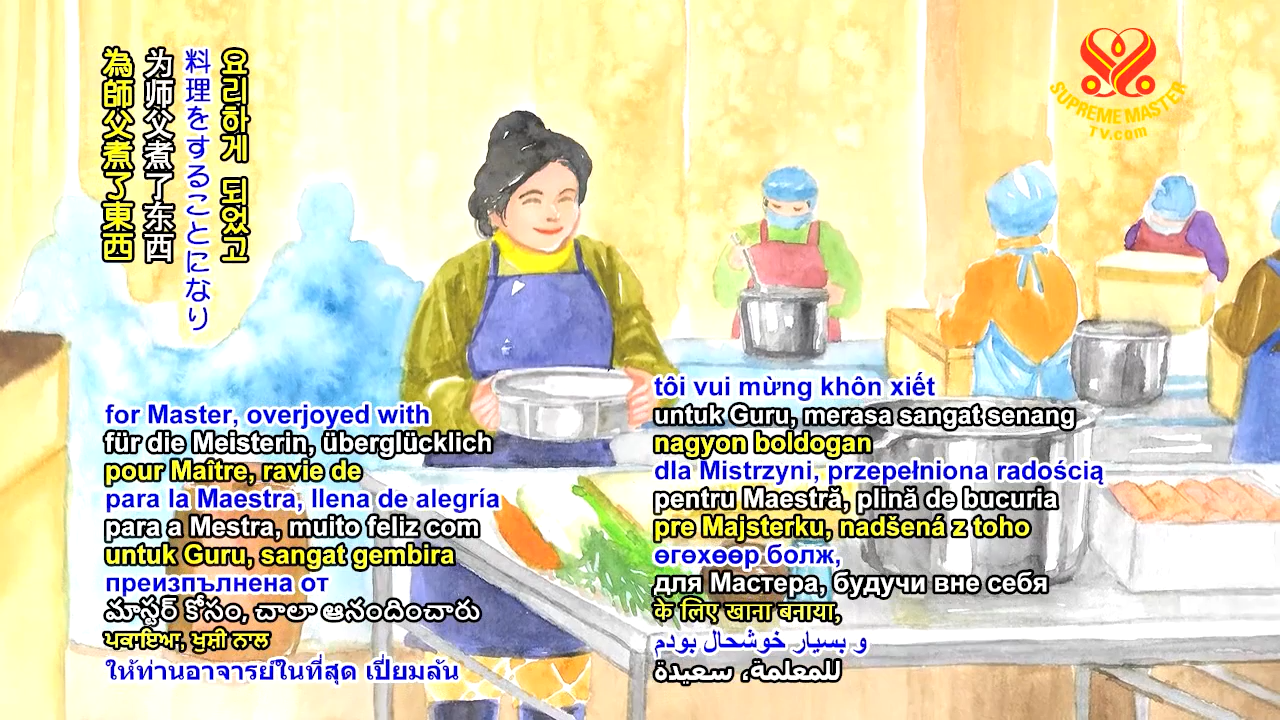 為師父煮了東西
为师父煮了东西
料理をすることになり
요리하게 되었고
SUPREME MASTER
TV.com
for Master, overjoyed with
für die Meisterin, überglücklich
pour Maître, ravie de
para la Maestra, llena de alegría
para a Mestra, muito feliz com
untuk Guru, sangat gembira
преизпълнена от
మాస్టర్ కోసం, చాలా ఆనందించారు
ਪਕਾਇਆ, ਖੁਸ਼ੀ ਨਾਲ
ให้ท่านอาจารย์ในที่สุด เปี่ยมล้น
tôi vui mừng khôn xiết
untuk Guru, merasa sangat senang
nagyon boldogan
dla Mistrzyni, przepełniona radością
pentru Maestră, plină de bucuria
pre Majsterku, nadšená z toho
өгөхөөр болж,
для Мастера, будучи вне себя
के लिए खाना बनाया,
و بسیار خوشحال بودم
للمعلمة، سعيدة